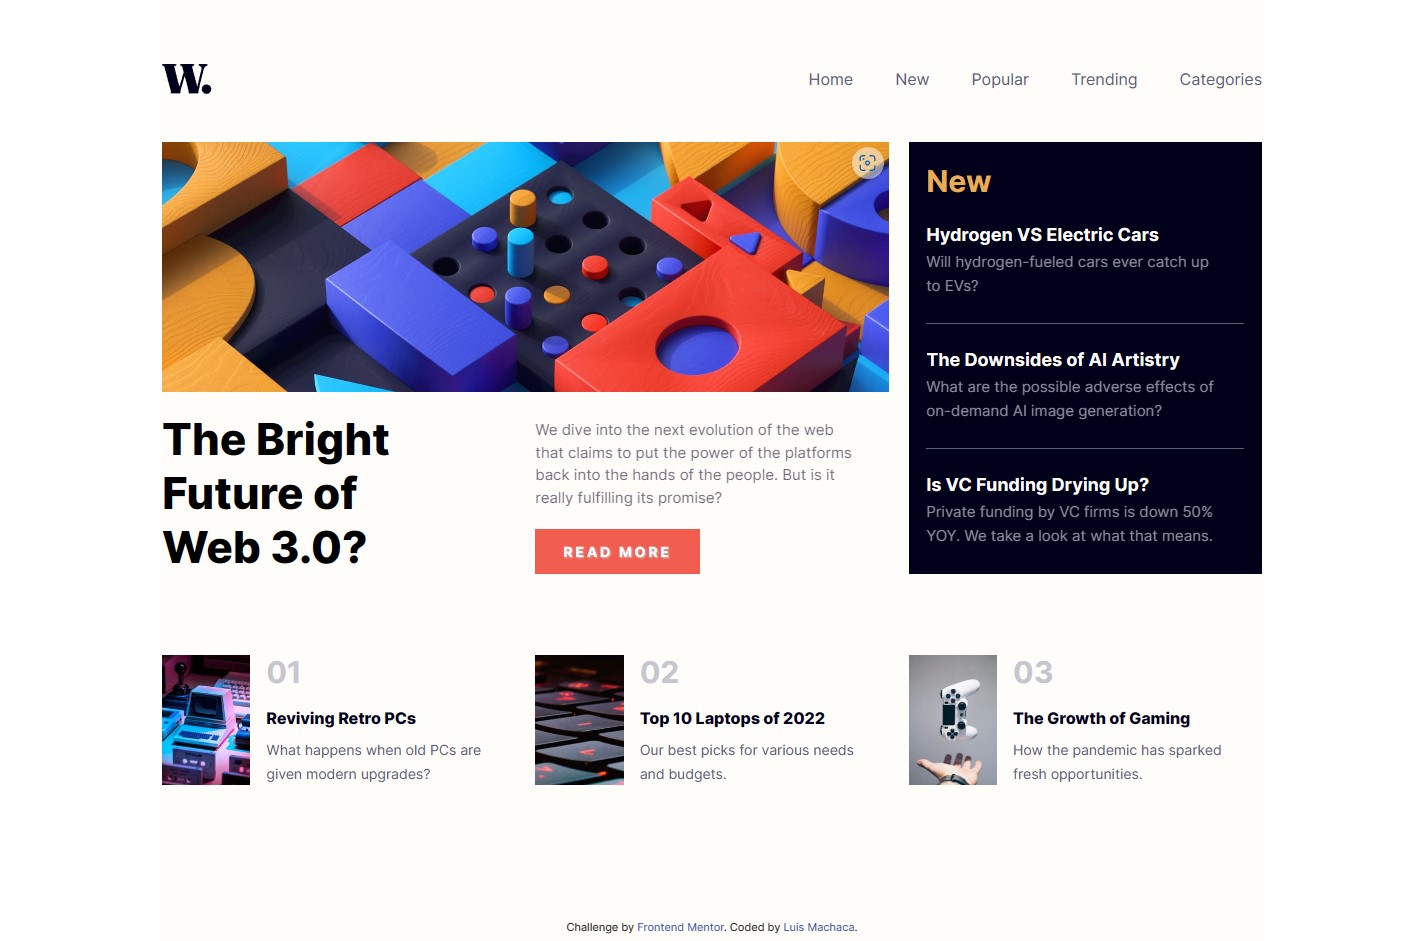 W.
Home New Popular Trending Categories
The Bright
Future of
Web 3.0?
We dive into the next evolution of the web
that claims to put the power of the platforms
back into the hands of the people. But is it
really fulfilling its promise?
READ MORE
New
Hydrogen VS Electric Cars
Will hydrogen-fueled cars ever catch up
to EVs?
The Downsides of AI Artistry
What are the possible adverse effects of
on-demand AI image generation?
Is VC Funding Drying Up?
Private funding by VC firms is down 50%
YOY. We take a look at what that means.
01
Reviving Retro PCs
What happens when old PCs are
given modern upgrades?
02
Top 10 Laptops of 2022
Our best picks for various needs
and budgets.
03
The Growth of Gaming
How the pandemic has sparked
fresh opportunities.
Challenge by Frontend Mentor. Coded by Luis Machaca.